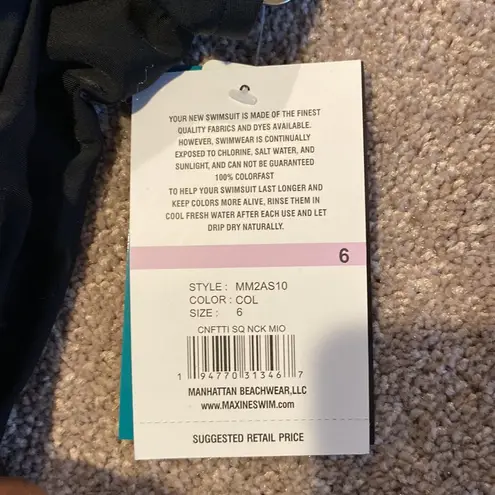 YOUR NEW SWIMSUIT IS MADE OF THE FINEST
QUALITY FABRICS AND DYES AVAILABLE.
HOWEVER, SWIMWEAR IS CONTINUALLY
EXPOSED TO CHLORINE, SALT WATER, AND
SUNLIGHT, AND CAN NOT BE GUARANTEED
100% COLORFAST
TO HELP YOUR SWIMSUIT LAST LONGER AND
KEEP COLORS MORE ALIVE, RINSE THEM IN
COOL FRESH WATER AFTER EACH USE AND LET
DRIP DRY NATURALLY.
6
STYLE : MM2AS10
COLOR : COL
SIZE : 6
CNFTTI SQ NCK MIO
1 94770 31346 7
MANHATTAN BEACHWEAR,LLC
WWW.MAXINESWIM.COM
SUGGESTED RETAIL PRICE